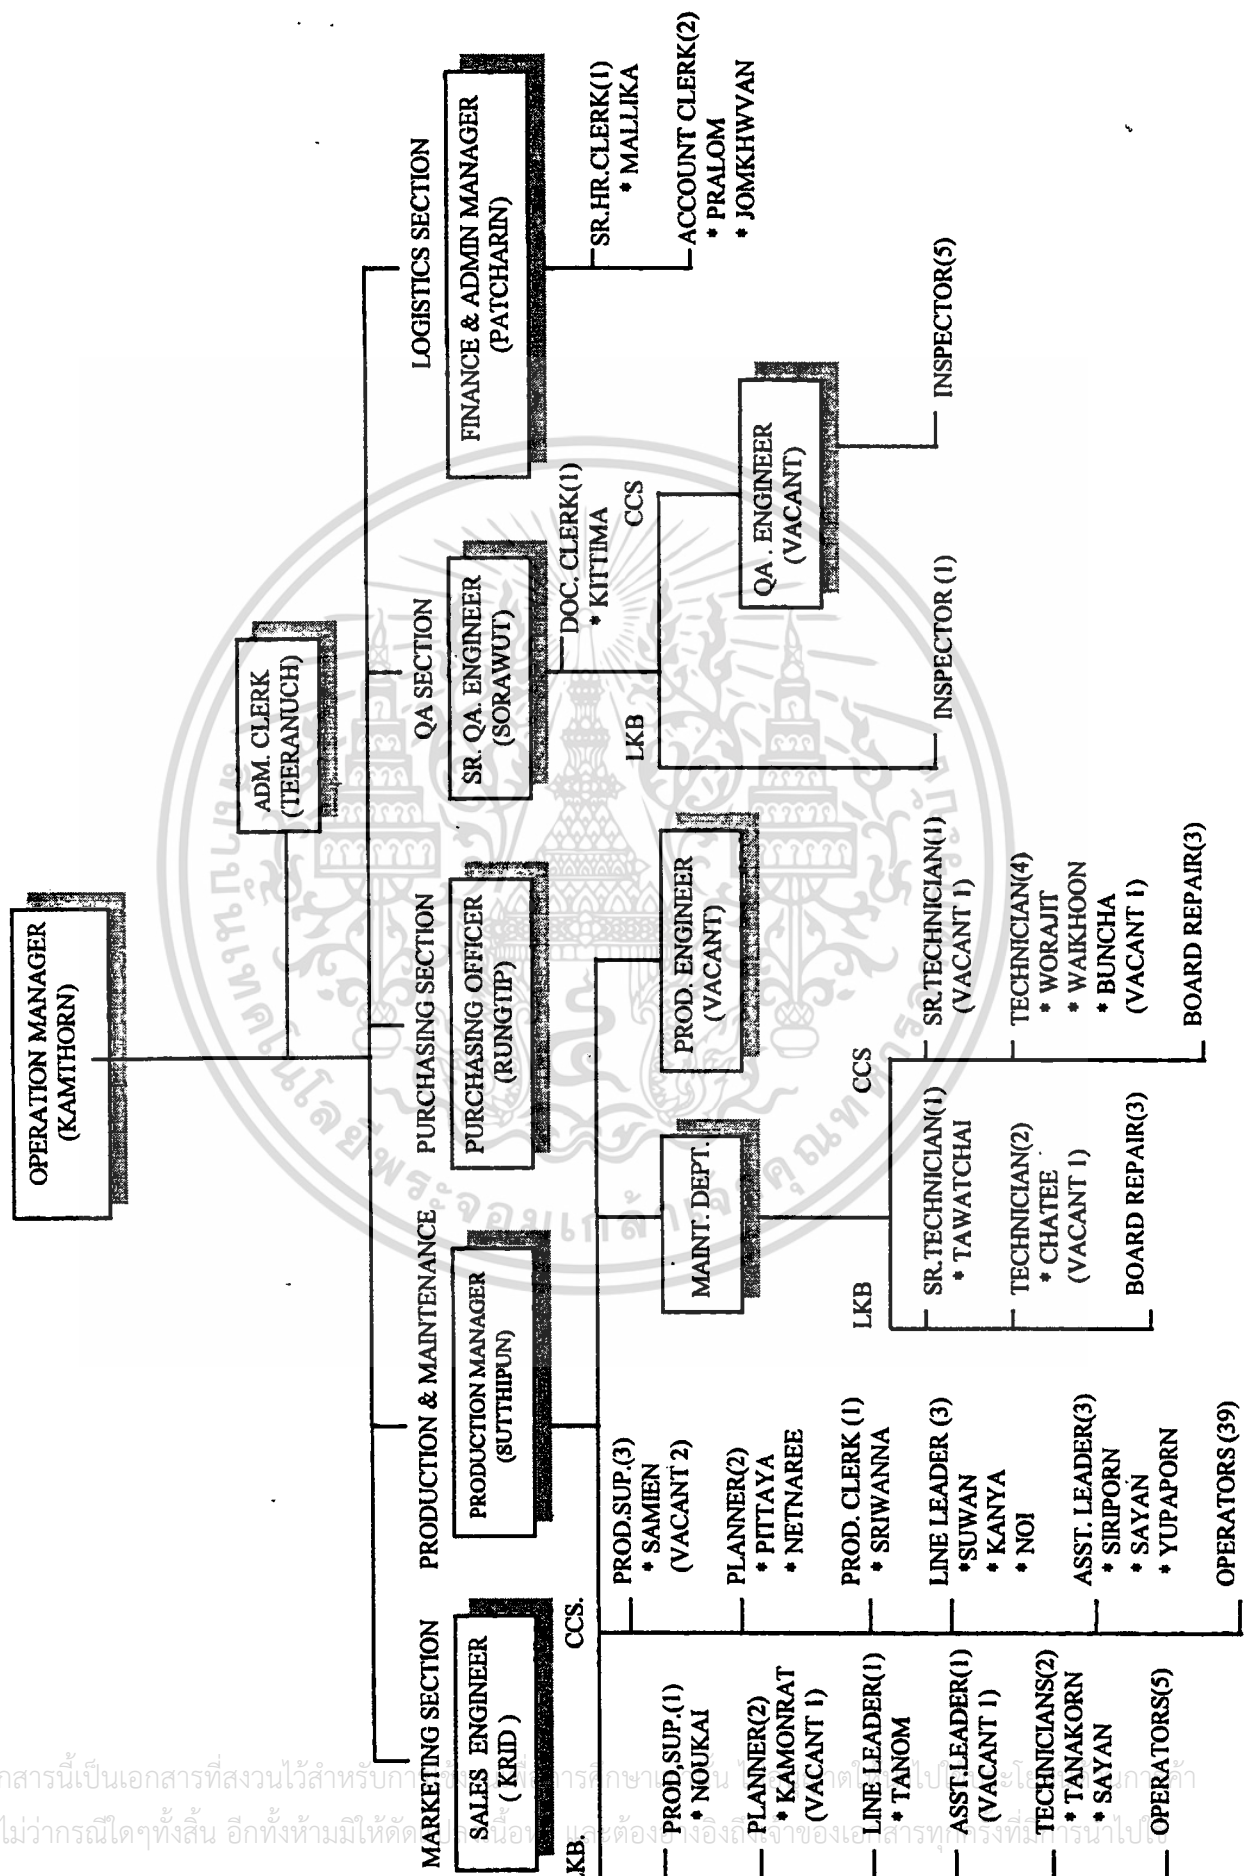 OPERATION MANAGER
(KAMTHORN)
ADM. CLERK
(TEERANUCH)
MARKETING SECTION
SALES ENGINEER
( KRID )
PRODUCTION & MAINTENANCE
PRODUCTION MANAGER
(SUTTHIPUN)
PURCHASING SECTION
PURCHASING OFFICER
(RUNGTIP)
QA SECTION
SR. QA. ENGINEER
(SORAWUT)
LOGISTICS SECTION
FINANCE & ADMIN MANAGER
(PATCHARIN)
LKB.
PROD,SUP.(1)
* NOUKAI
PLANNER(2)
* KAMONRAT
(VACANT 1)
LINE LEADER(1)
* TANOM
ASST.LEADER(1)
(VACANT 1)
TECHNICIANS(2)
* TANAKORN
* SAYAN
OPERATORS(5)
CCS.
PROD.SUP.(3)
* SAMIEN
(VACANT 2)
PLANNER(2)
* PITTAYA
* NETNAREE
PROD. CLERK (1)
* SRIWANNA
LINE LEADER (3)
*SUWAN
* KANYA
* NOI
ASST. LEADER(3)
* SIRIPORN
* SAYAN
* YUPAPORN
OPERATORS (39)
MAINT. DEPT.
LKB
SR.TECHNICIAN(1)
* TAWATCHAI
TECHNICIAN(2)
* CHATEE
(VACANT 1)
BOARD REPAIR(3)
CCS
SR.TECHNICIAN(1)
(VACANT 1)
TECHNICIAN(4)
* WORAJIT
* WAIKHOON
* BUNCHA
(VACANT 1)
BOARD REPAIR(3)
PROD. ENGINEER
(VACANT)
DOC. CLERK(1)
* KITTIMA
LKB
INSPECTOR (1)
CCS
QA . ENGINEER
(VACANT)
INSPECTOR(5)
SR.HR.CLERK(1)
* MALLIKA
ACCOUNT CLERK(2)
* PRALOM
* JOMKHWVAN